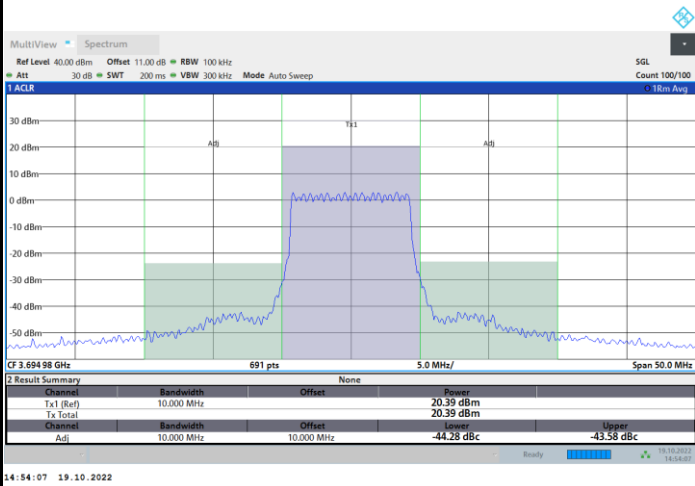 MultiView Spectrum
Ref Level 40.00 dBm Offset 11.00 dB RBW 100 kHz SGL
Att 30 dB SWT 200 ms VBW 300 kHz Mode Auto Sweep Count 100/100
1 ACLR 1Rm Avg
30 dBm
Tx1
20 dBm Adj Adj
10 dBm
0 dBm
-10 dBm
-20 dBm
-30 dBm
-40 dBm
-50 dBm
CF 3.694 98 GHz 691 pts 5.0 MHz/ Span 50.0 MHz
2 Result Summary None
Channel Bandwidth Offset Power
Tx1 (Ref) 10.000 MHz 20.39 dBm
Tx Total 20.39 dBm
Channel Bandwidth Offset Lower Upper
Adj 10.000 MHz 10.000 MHz -44.28 dBc -43.58 dBc
Ready 19.10.2022
14:54:07
14:54:07 19.10.2022